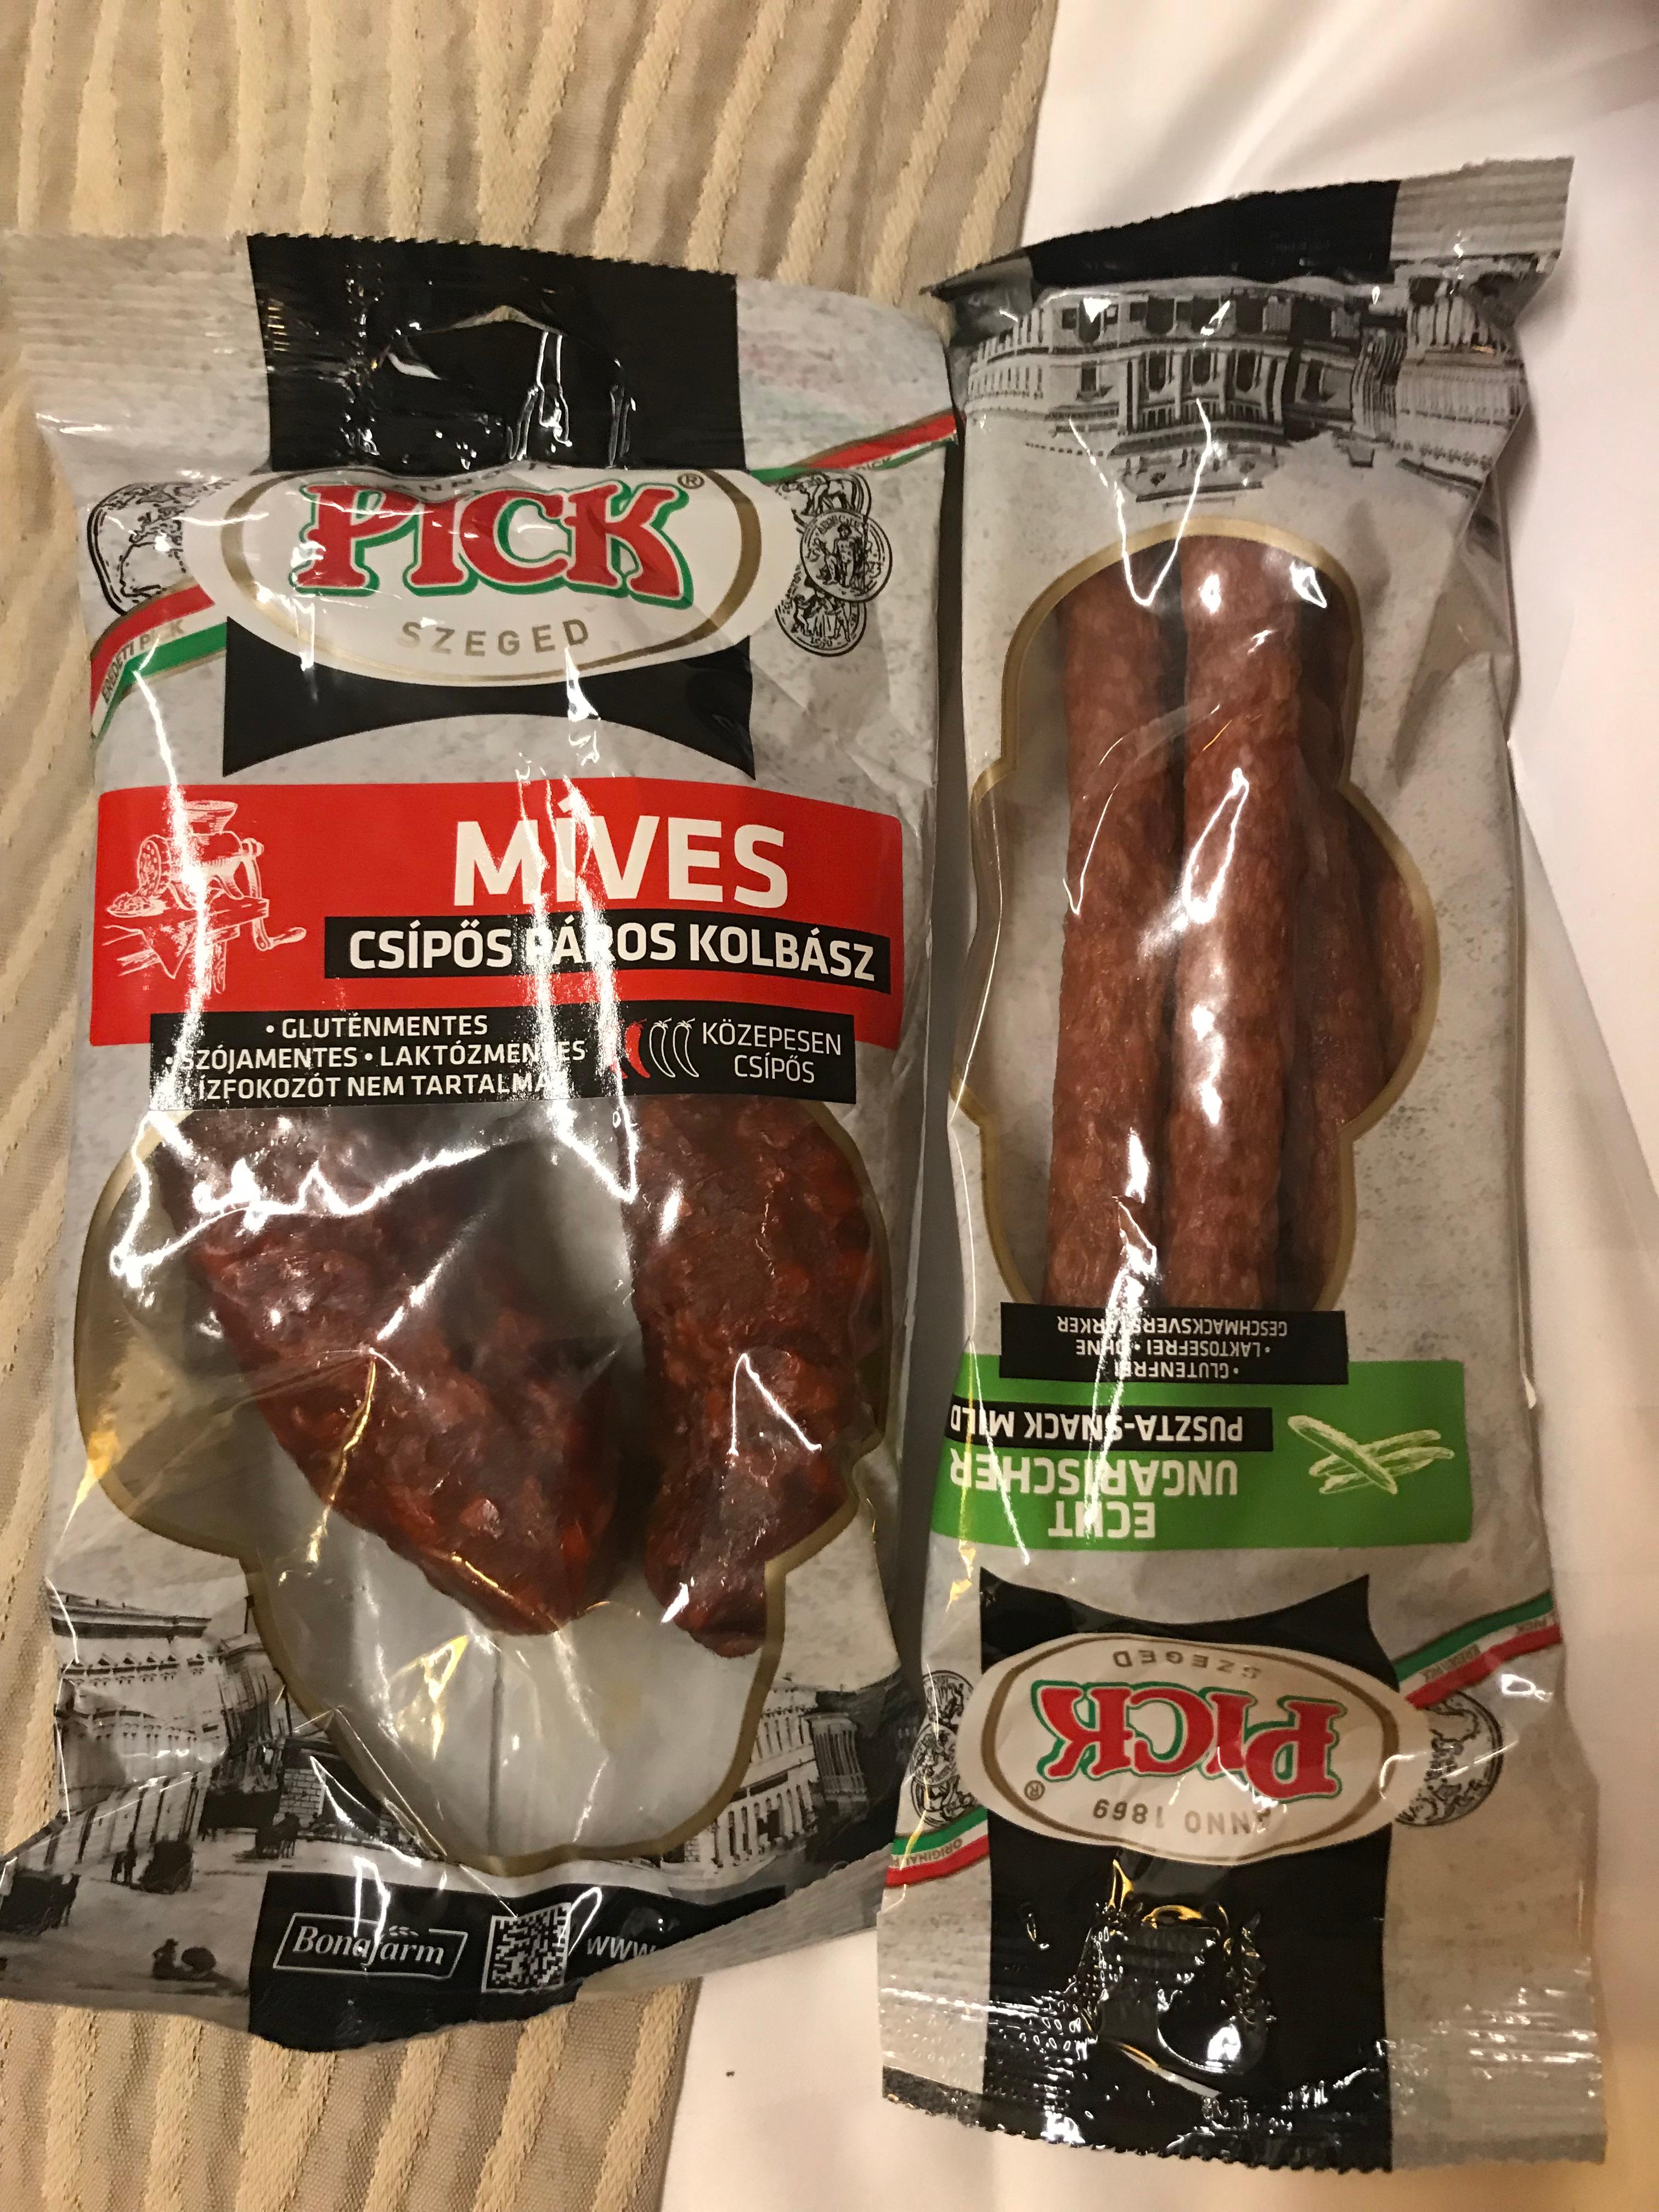 PICK®
SZEGED
MÍVES
CSÍPŐS PÁROS KOLBÁSZ
• GLUTÉNMENTES
• SZÓJAMENTES • LAKTÓZMENTES
ÍZFOKOZÓT NEM TARTALMAZ
KÖZEPESEN
CSÍPŐS
Bonafarm
www.
ANNO 1869
PICK®
SZEGED
ECHT
UNGARISCHER
PUSZTA-SNACK MILD
• GLUTENFREI
• LAKTOSEFREI • OHNE
GESCHMACKSVERSTÄRKER